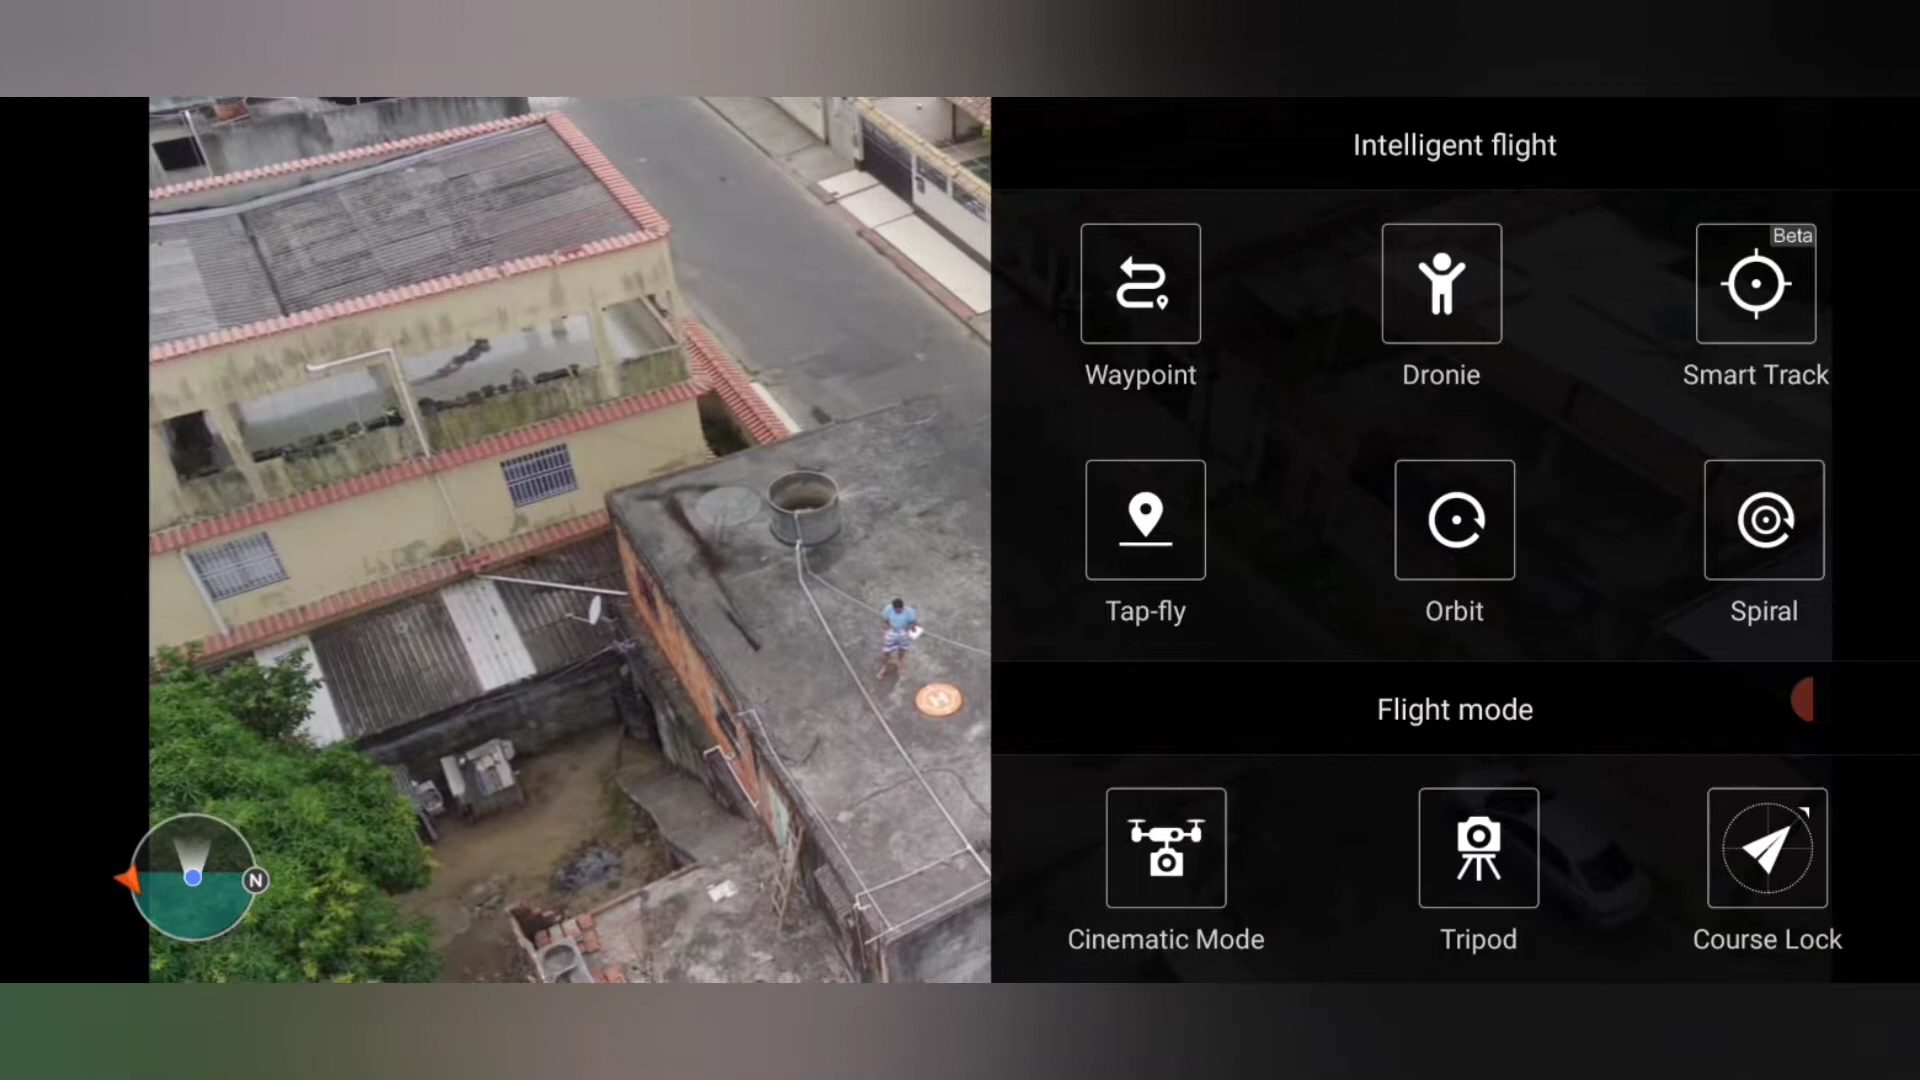 Intelligent flight
Beta
Waypoint
Dronie
Smart Track
Tap-fly
Orbit
Spiral
Flight mode
N
H
Cinematic Mode
Tripod
Course Lock